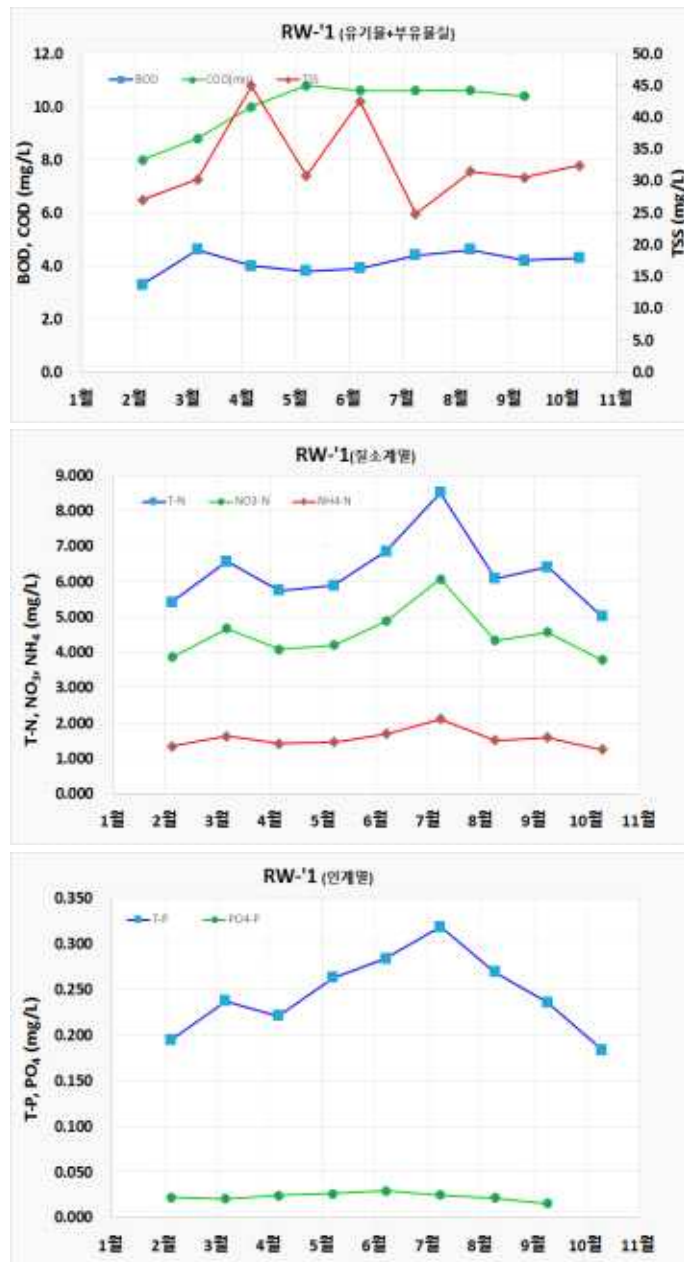 RW-'1 (유기물+부유물질)
BOD COD(mg) TSS
BOD, COD (mg/L)
12.0
10.0
8.0
6.0
4.0
2.0
0.0
TSS (mg/L)
50.0
45.0
40.0
35.0
30.0
25.0
20.0
15.0
10.0
5.0
0.0
1월 2월 3월 4월 5월 6월 7월 8월 9월 10월 11월
RW-'1(질소계열)
T-N NO3-N NH4-N
T-N, NO₃, NH₄ (mg/L)
9.000
8.000
7.000
6.000
5.000
4.000
3.000
2.000
1.000
0.000
1월 2월 3월 4월 5월 6월 7월 8월 9월 10월 11월
RW-'1 (인계열)
T-P PO4-P
T-P, PO₄ (mg/L)
0.350
0.300
0.250
0.200
0.150
0.100
0.050
0.000
1월 2월 3월 4월 5월 6월 7월 8월 9월 10월 11월